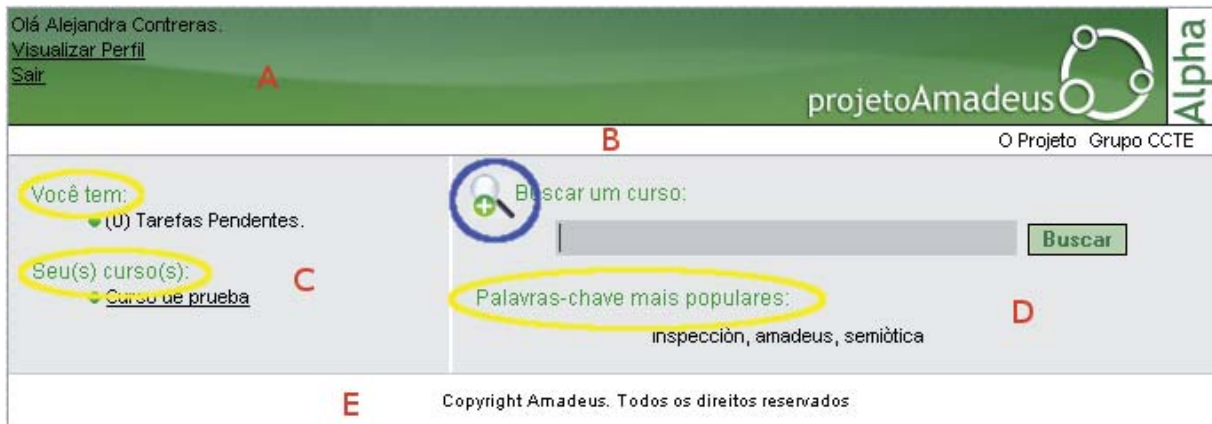 Olá Alejandra Contreras.
Visualizar Perfil
Sair
A
projetoAmadeus
Alpha
B
O Projeto Grupo CCTE
Você tem:
(0) Tarefas Pendentes.
Seu(s) curso(s):
Curso de prueba
C
Buscar um curso:
Buscar
Palavras-chave mais populares:
D
inspecciòn, amadeus, semiòtica
E
Copyright Amadeus. Todos os direitos reservados